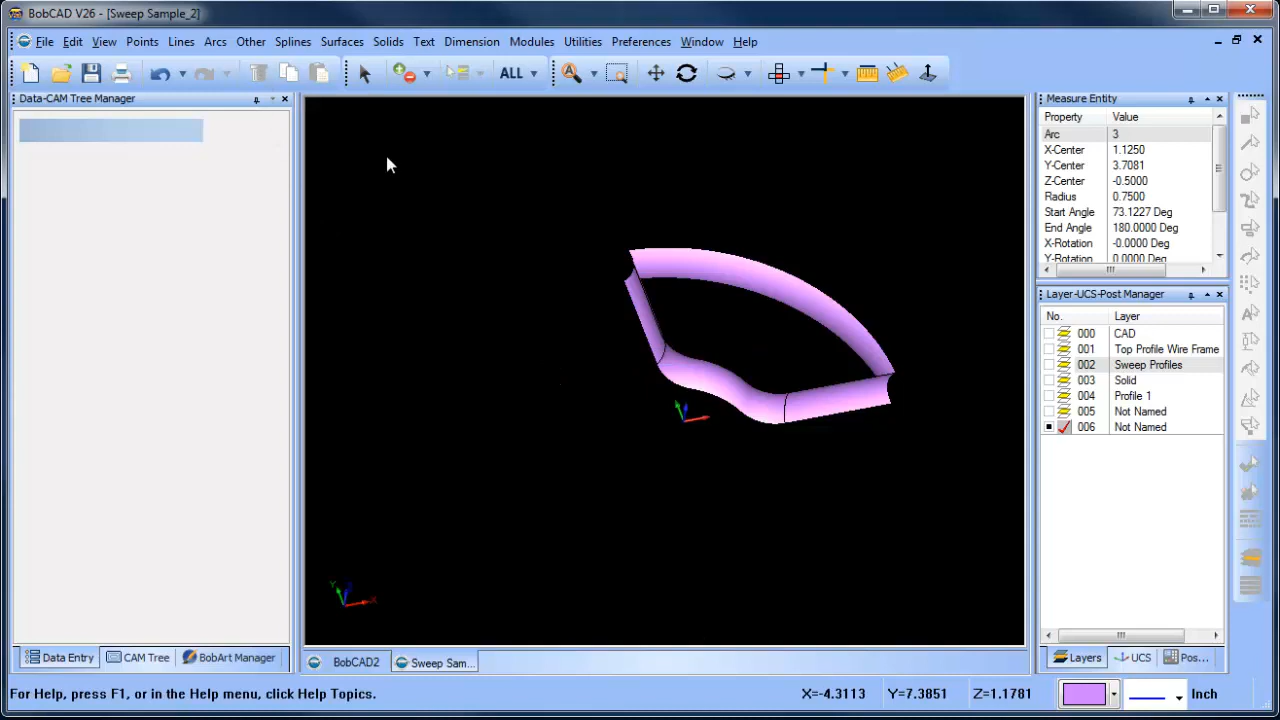 BobCAD V26 - [Sweep Sample_2]
File Edit View Points Lines Arcs Other Splines Surfaces Solids Text Dimension Modules Utilities Preferences Window Help
ALL
Data-CAM Tree Manager
Measure Entity
Property Value
Arc 3
X-Center 1.1250
Y-Center 3.7081
Z-Center -0.5000
Radius 0.7500
Start Angle 73.1227 Deg
End Angle 180.0000 Deg
X-Rotation -0.0000 Deg
Y-Rotation 0.0000 Deg
Layer-UCS-Post Manager
No. Layer
000 CAD
001 Top Profile Wire Frame
002 Sweep Profiles
003 Solid
004 Profile 1
005 Not Named
006 Not Named
Y
X
Data Entry CAM Tree BobArt Manager
BobCAD2 Sweep Sam...
Layers UCS Pos...
For Help, press F1, or in the Help menu, click Help Topics.
X=-4.3113 Y=7.3851 Z=1.1781 Inch